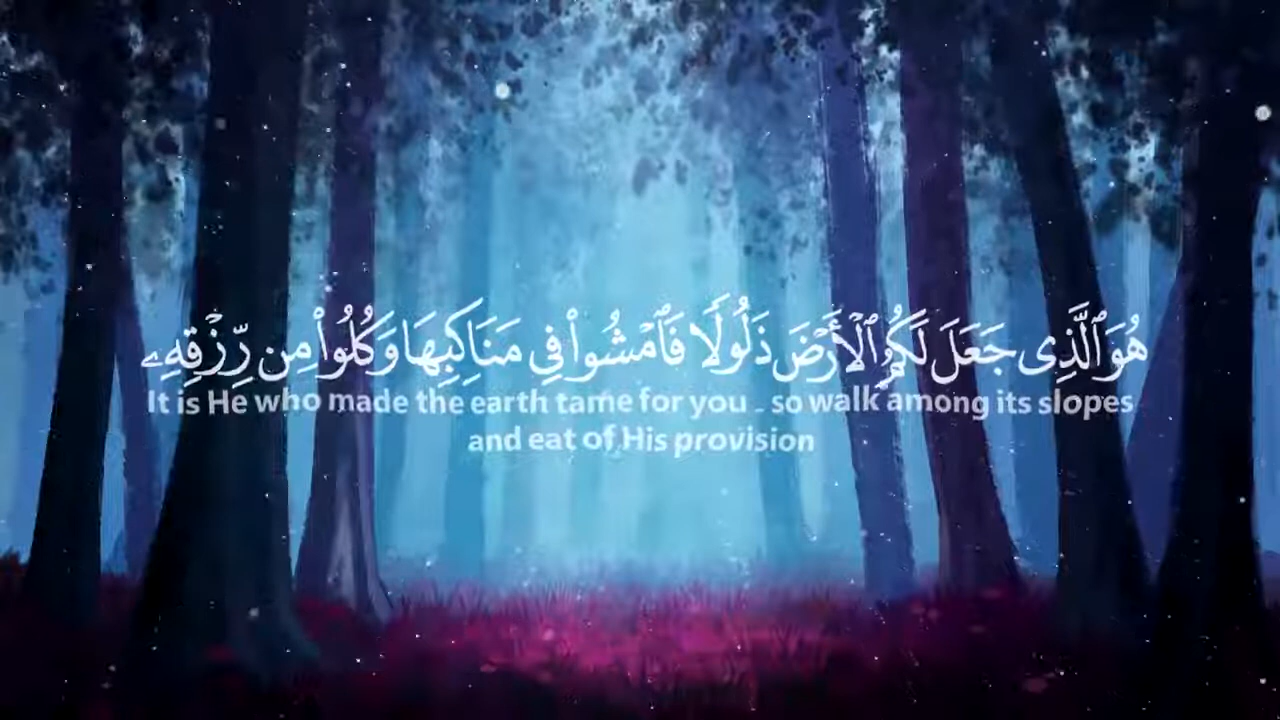 هُوَ ٱلَّذِى جَعَلَ لَكُمُ ٱلْأَرْضَ ذَلُولًا فَٱمْشُوا۟ فِى مَنَاكِبِهَا وَكُلُوا۟ مِن رِّزْقِهِۦ
It is He who made the earth tame for you - so walk among its slopes
and eat of His provision